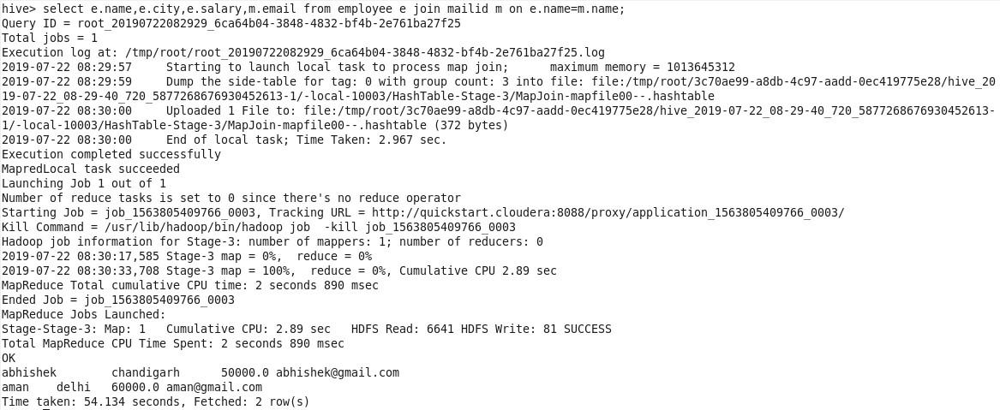 hive> select e.name,e.city,e.salary,m.email from employee e join mailid m on e.name=m.name;
Query ID = root_20190722082929_6ca64b04-3848-4832-bf4b-2e761ba27f25
Total jobs = 1
Execution log at: /tmp/root/root_20190722082929_6ca64b04-3848-4832-bf4b-2e761ba27f25.log
2019-07-22 08:29:57     Starting to launch local task to process map join;      maximum memory = 1013645312
2019-07-22 08:29:59     Dump the side-table for tag: 0 with group count: 3 into file: file:/tmp/root/3c70ae99-a8db-4c97-aadd-0ec419775e28/hive_20
19-07-22_08-29-40_720_5877268676930452613-1/-local-10003/HashTable-Stage-3/MapJoin-mapfile00--.hashtable
2019-07-22 08:30:00     Uploaded 1 File to: file:/tmp/root/3c70ae99-a8db-4c97-aadd-0ec419775e28/hive_2019-07-22_08-29-40_720_5877268676930452613-
1/-local-10003/HashTable-Stage-3/MapJoin-mapfile00--.hashtable (372 bytes)
2019-07-22 08:30:00     End of local task; Time Taken: 2.967 sec.
Execution completed successfully
MapredLocal task succeeded
Launching Job 1 out of 1
Number of reduce tasks is set to 0 since there's no reduce operator
Starting Job = job_1563805409766_0003, Tracking URL = http://quickstart.cloudera:8088/proxy/application_1563805409766_0003/
Kill Command = /usr/lib/hadoop/bin/hadoop job  -kill job_1563805409766_0003
Hadoop job information for Stage-3: number of mappers: 1; number of reducers: 0
2019-07-22 08:30:17,585 Stage-3 map = 0%,  reduce = 0%
2019-07-22 08:30:33,708 Stage-3 map = 100%,  reduce = 0%, Cumulative CPU 2.89 sec
MapReduce Total cumulative CPU time: 2 seconds 890 msec
Ended Job = job_1563805409766_0003
MapReduce Jobs Launched:
Stage-Stage-3: Map: 1   Cumulative CPU: 2.89 sec   HDFS Read: 6641 HDFS Write: 81 SUCCESS
Total MapReduce CPU Time Spent: 2 seconds 890 msec
OK
abhishek        chandigarh      50000.0 abhishek@gmail.com
aman    delhi   60000.0 aman@gmail.com
Time taken: 54.134 seconds, Fetched: 2 row(s)